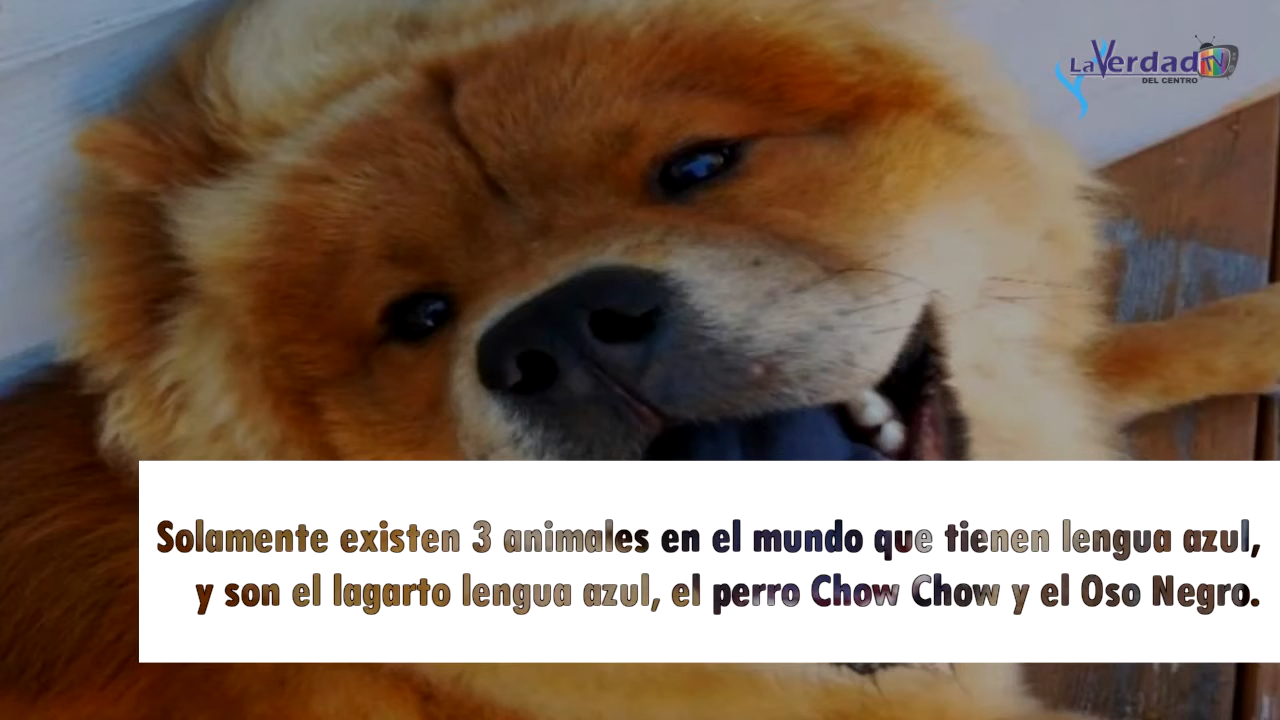 LaVerdadTV
DEL CENTRO
Solamente existen 3 animales en el mundo que tienen lengua azul,
y son el lagarto lengua azul, el perro Chow Chow y el Oso Negro.